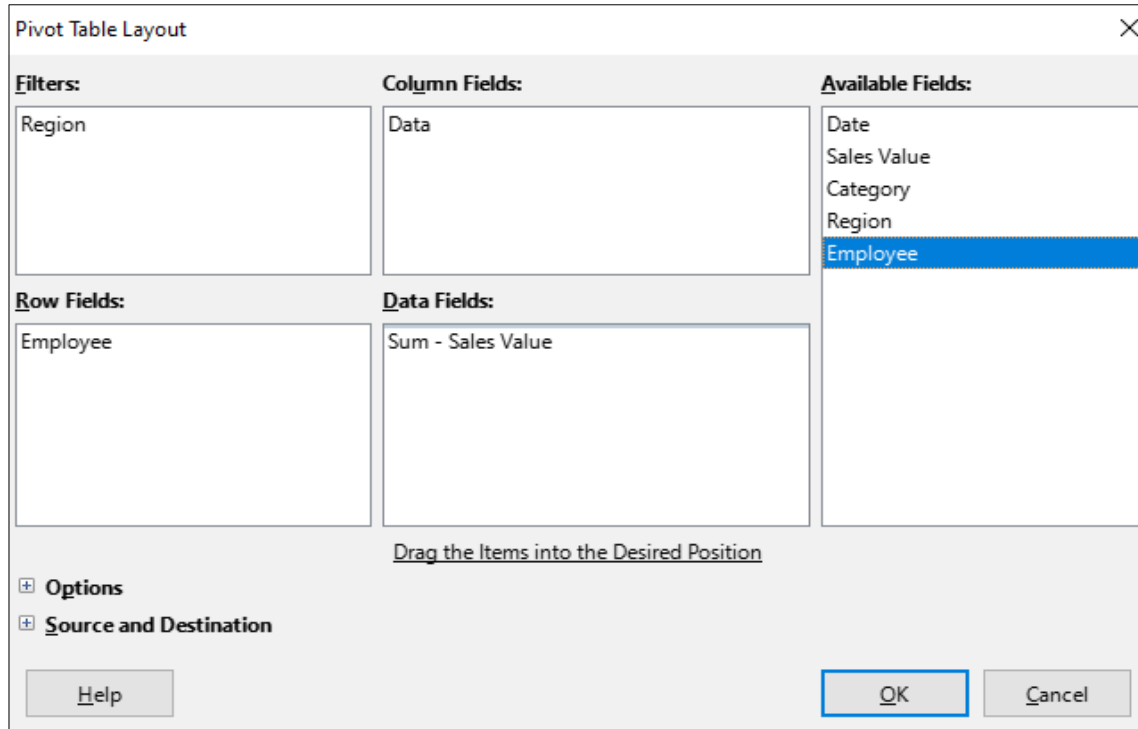 Pivot Table Layout
Filters:
Region
Column Fields:
Data
Available Fields:
Date
Sales Value
Category
Region
Employee
Row Fields:
Employee
Data Fields:
Sum - Sales Value
Drag the Items into the Desired Position
Options
Source and Destination
Help
OK
Cancel